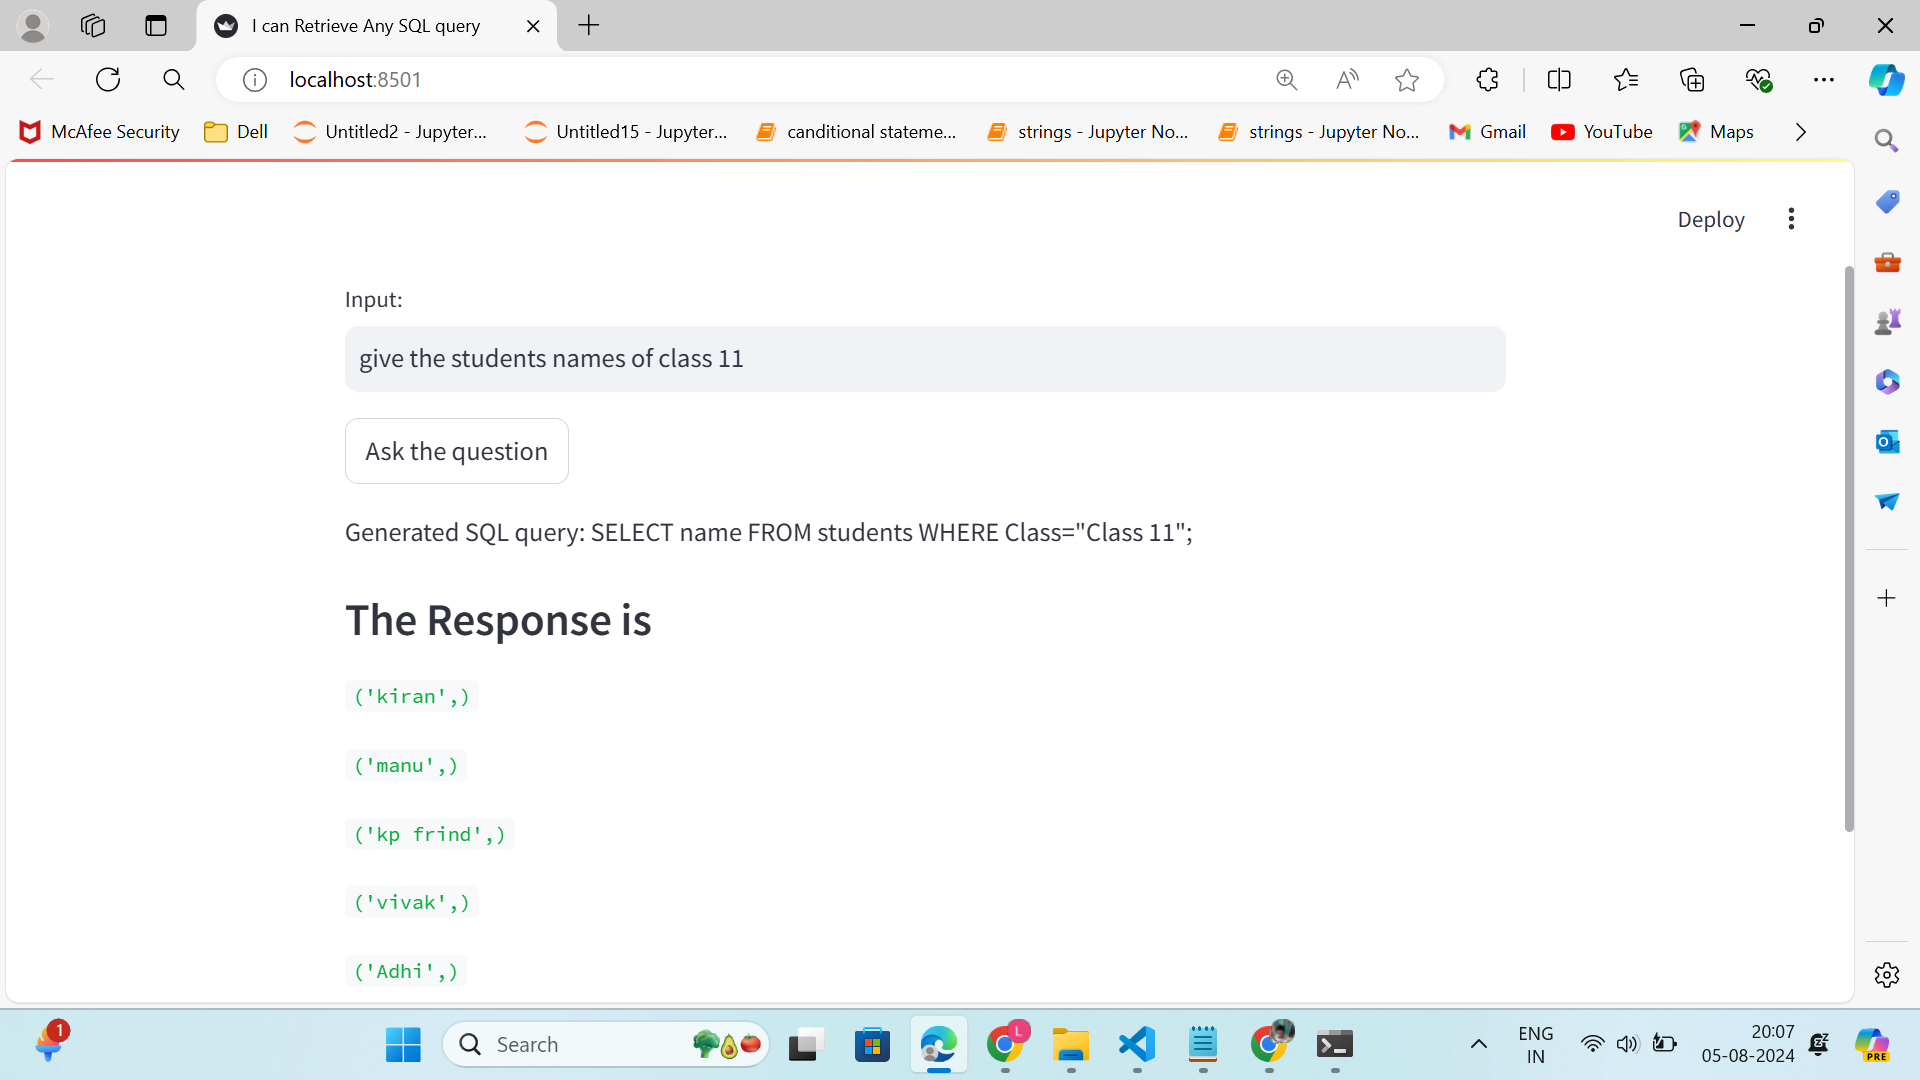 I can Retrieve Any SQL query
localhost:8501
McAfee Security
Dell
Untitled2 - Jupyter...
Untitled15 - Jupyter...
canditional stateme...
strings - Jupyter No...
strings - Jupyter No...
Gmail
YouTube
Maps
Deploy
Input:
give the students names of class 11
Ask the question
Generated SQL query: SELECT name FROM students WHERE Class="Class 11";
The Response is
('kiran',)
('manu',)
('kp frind',)
('vivak',)
('Adhi',)
1
Search
L
ENG
IN
20:07
05-08-2024
PRE